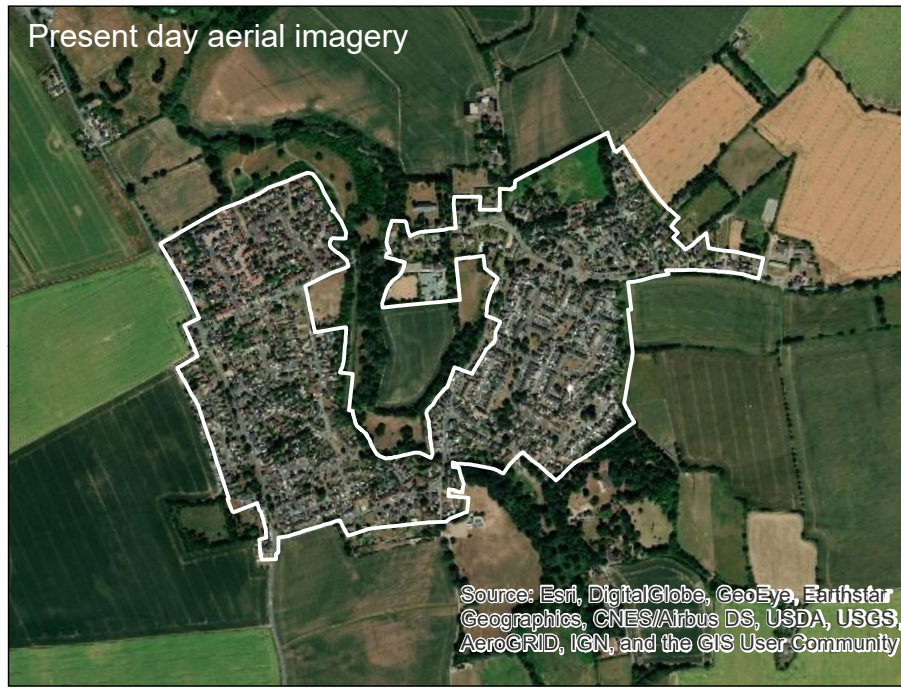 Present day aerial imagery
Source: Esri, DigitalGlobe, GeoEye, Earthstar
Geographics, CNES/Airbus DS, USDA, USGS,
AeroGRID, IGN, and the GIS User Community